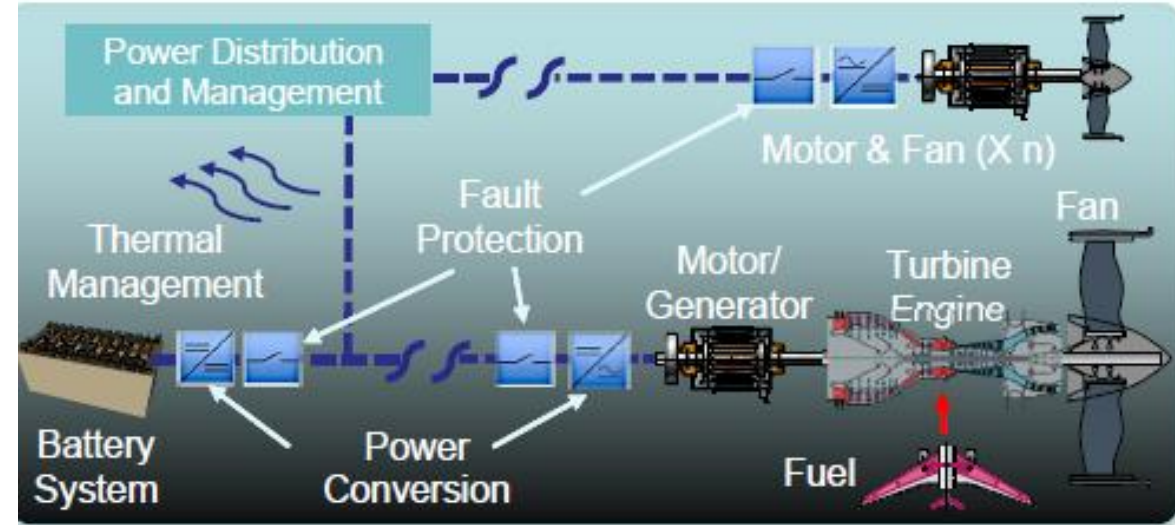 Power Distribution
and Management
Motor & Fan (X n)
Fault
Protection
Fan
Thermal
Management
Motor/
Generator
Turbine
Engine
Battery
System
Power
Conversion
Fuel